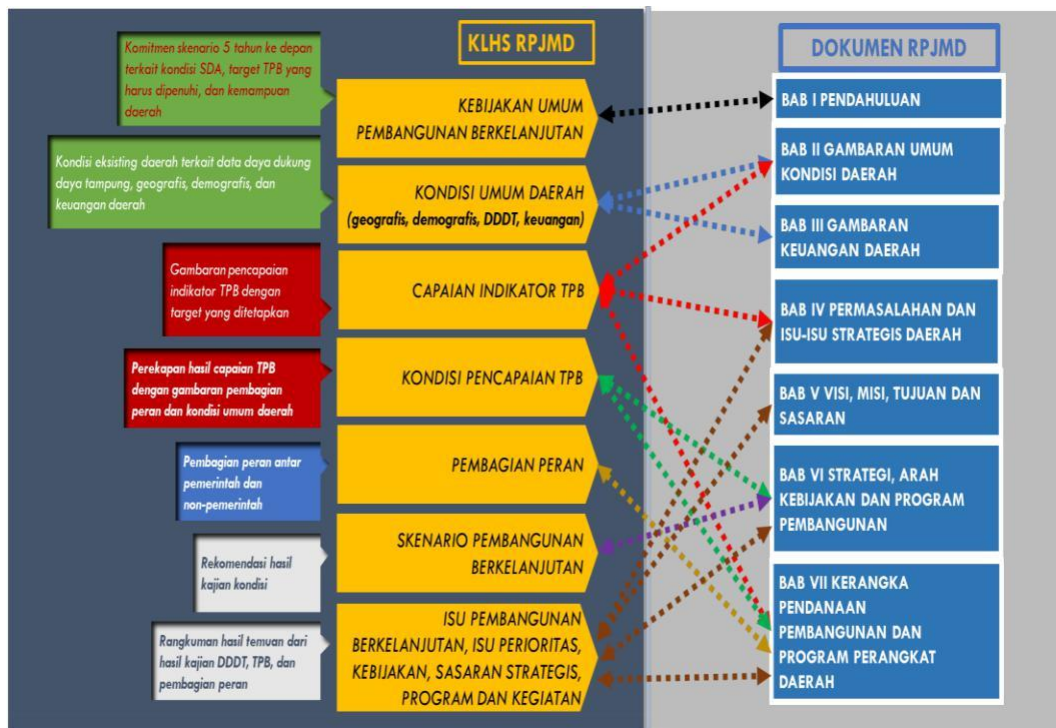 KLHS RPJMD
Komitmen skenario 5 tahun ke depan
terkait kondisi SDA, target TPB yang
harus dipenuhi, dan kemampuan
daerah
KEBIJAKAN UMUM
PEMBANGUNAN BERKELANJUTAN
Kondisi eksisting daerah terkait data daya dukung
daya tampung, geografis, demografis, dan
keuangan daerah
KONDISI UMUM DAERAH
(geografis, demografis, DDDT, keuangan)
Gambaran pencapaian
indikator TPB dengan
target yang ditetapkan
CAPAIAN INDIKATOR TPB
Perekapan hasil capaian TPB
dengan gambaran pembagian
peran dan kondisi umum daerah
KONDISI PENCAPAIAN TPB
Pembagian peran antar
pemerintah dan
non-pemerintah
PEMBAGIAN PERAN
Rekomendasi hasil
kajian kondisi
SKENARIO PEMBANGUNAN
BERKELANJUTAN
Rangkuman hasil temuan dari
hasil kajian DDDT, TPB, dan
pembagian peran
ISU PEMBANGUNAN
BERKELANJUTAN, ISU PERIORITAS,
KEBIJAKAN, SASARAN STRATEGIS,
PROGRAM DAN KEGIATAN
DOKUMEN RPJMD
BAB I PENDAHULUAN
BAB II GAMBARAN UMUM
KONDISI DAERAH
BAB III GAMBARAN
KEUANGAN DAERAH
BAB IV PERMASALAHAN DAN
ISU-ISU STRATEGIS DAERAH
BAB V VISI, MISI, TUJUAN DAN
SASARAN
BAB VI STRATEGI, ARAH
KEBIJAKAN DAN PROGRAM
PEMBANGUNAN
BAB VII KERANGKA
PENDANAAN
PEMBANGUNAN DAN
PROGRAM PERANGKAT
DAERAH